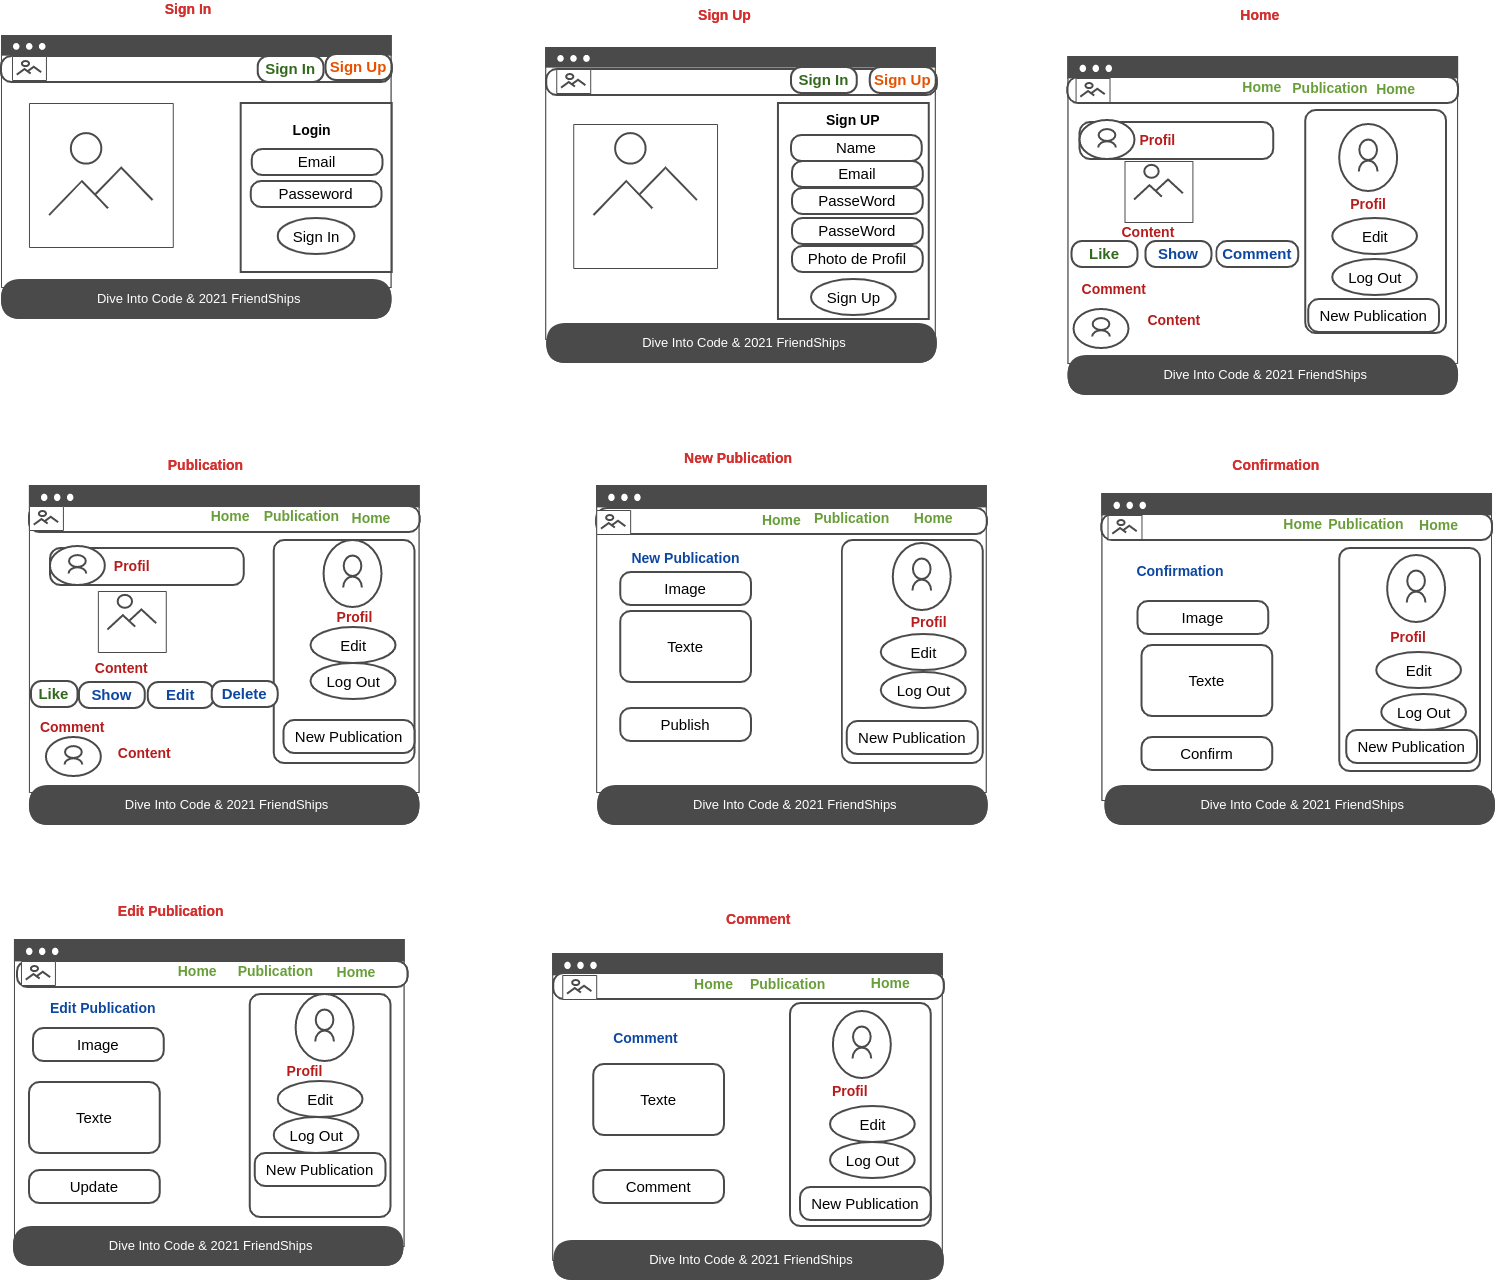 Sign In
Sign In
Sign Up
Login
Email
Passeword
Sign In
Dive Into Code & 2021 FriendShips
Sign Up
Sign In
Sign Up
Sign UP
Name
Email
PasseWord
PasseWord
Photo de Profil
Sign Up
Dive Into Code & 2021 FriendShips
Home
Home Publication Home
Profil
Content
Like
Show
Comment
Comment
Content
Profil
Edit
Log Out
New Publication
Dive Into Code & 2021 FriendShips
Publication
Home Publication Home
Profil
Content
Like
Show
Edit
Delete
Comment
Content
Profil
Edit
Log Out
New Publication
Dive Into Code & 2021 FriendShips
New Publication
Home Publication Home
New Publication
Image
Texte
Publish
Profil
Edit
Log Out
New Publication
Dive Into Code & 2021 FriendShips
Confirmation
Home Publication Home
Confirmation
Image
Texte
Confirm
Profil
Edit
Log Out
New Publication
Dive Into Code & 2021 FriendShips
Edit Publication
Home Publication Home
Edit Publication
Image
Texte
Update
Profil
Edit
Log Out
New Publication
Dive Into Code & 2021 FriendShips
Comment
Home Publication Home
Comment
Texte
Comment
Profil
Edit
Log Out
New Publication
Dive Into Code & 2021 FriendShips